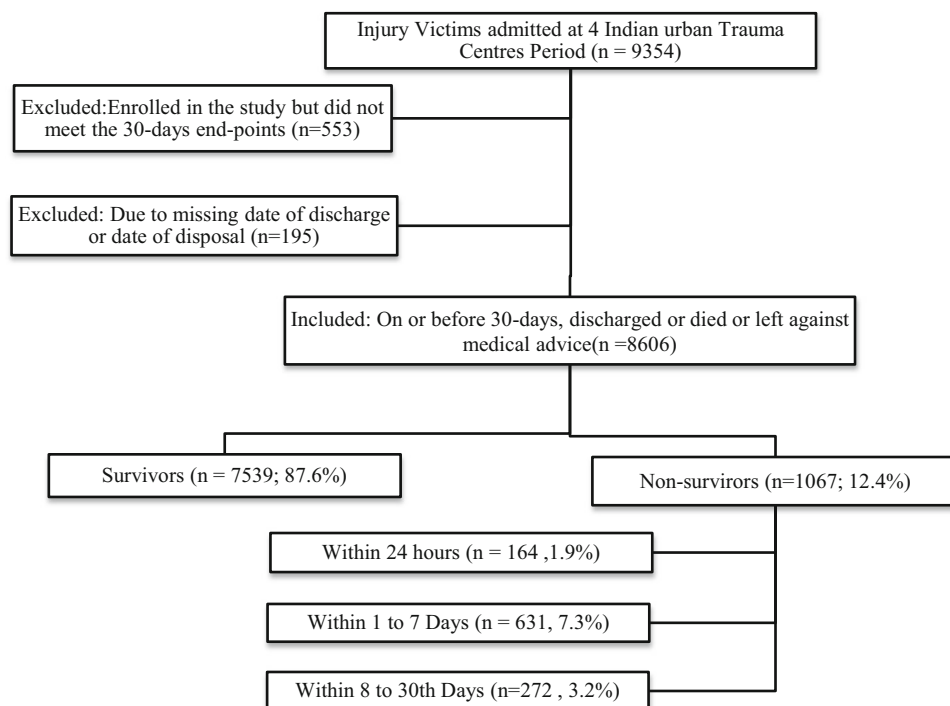 Injury Victims admitted at 4 Indian urban Trauma
Centres Period (n = 9354)
Excluded:Enrolled in the study but did not
meet the 30-days end-points (n=553)
Excluded: Due to missing date of discharge
or date of disposal (n=195)
Included: On or before 30-days, discharged or died or left against
medical advice(n =8606)
Survivors (n = 7539; 87.6%)
Non-survirors (n=1067; 12.4%)
Within 24 hours (n = 164 ,1.9%)
Within 1 to 7 Days (n = 631, 7.3%)
Within 8 to 30th Days (n=272 , 3.2%)